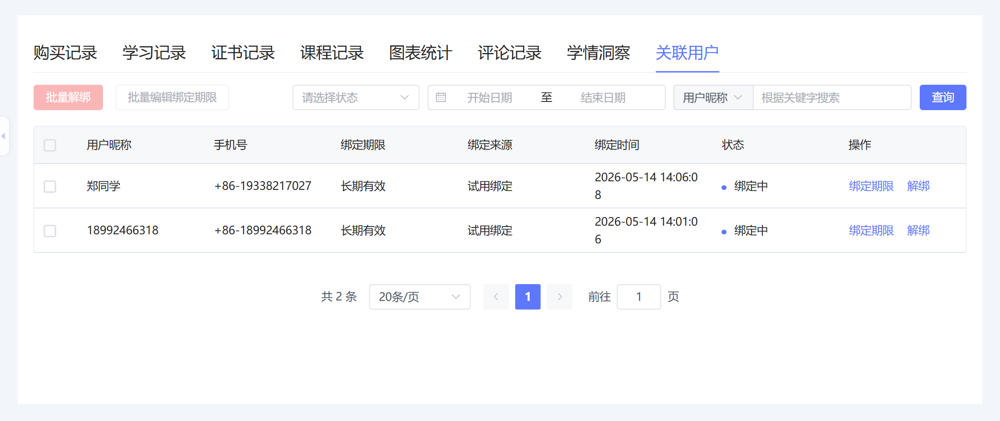 购买记录 学习记录 证书记录 课程记录 图表统计 评论记录 学情洞察 关联用户
批量解绑 批量编辑绑定期限 请选择状态 开始日期 至 结束日期 用户昵称 根据关键字搜索 查询
用户昵称 手机号 绑定期限 绑定来源 绑定时间 状态 操作
郑同学 +86-19338217027 长期有效 试用绑定 2026-05-14 14:06:0
8 绑定中 绑定期限 解绑
18992466318 +86-18992466318 长期有效 试用绑定 2026-05-14 14:01:0
6 绑定中 绑定期限 解绑
共 2 条 20条/页 1 前往 1 页